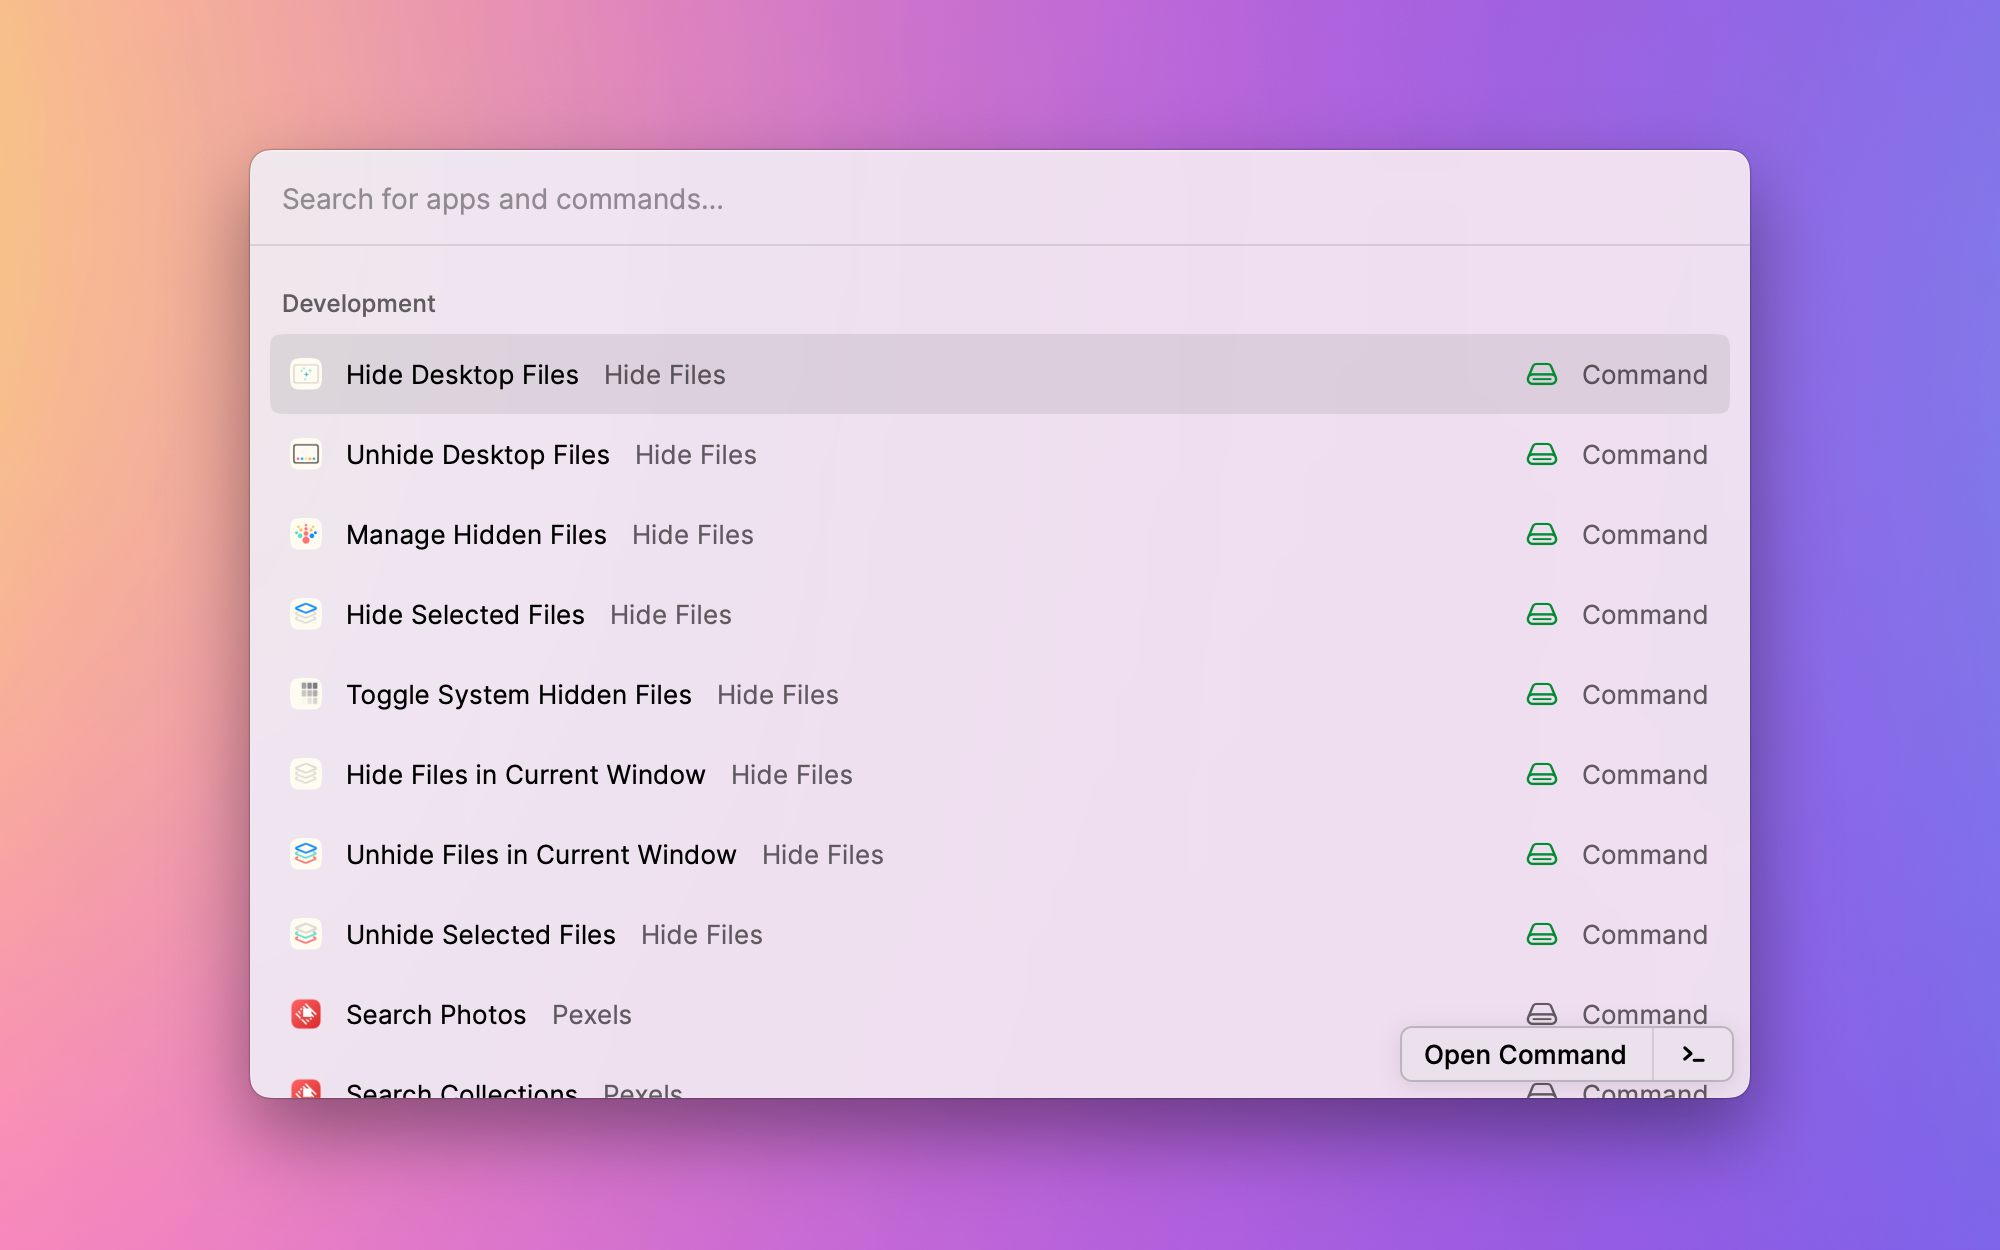 Search for apps and commands...
Development
Hide Desktop Files Hide Files Command
Unhide Desktop Files Hide Files Command
Manage Hidden Files Hide Files Command
Hide Selected Files Hide Files Command
Toggle System Hidden Files Hide Files Command
Hide Files in Current Window Hide Files Command
Unhide Files in Current Window Hide Files Command
Unhide Selected Files Hide Files Command
Search Photos Pexels Command
Open Command >_
Search Collections Pexels Command